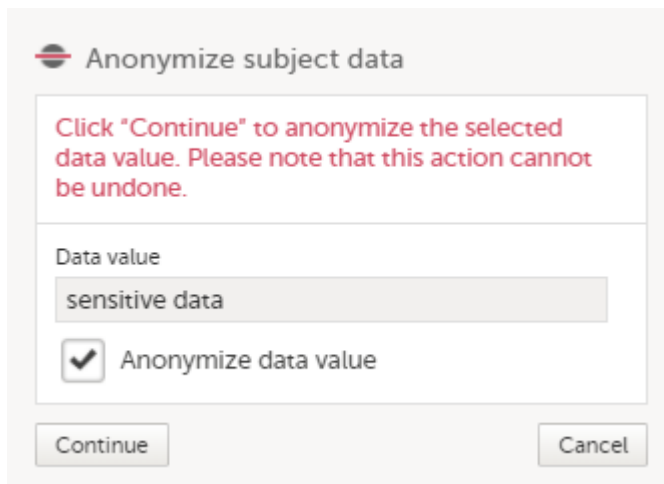 Anonymize subject data
Click "Continue" to anonymize the selected
data value. Please note that this action cannot
be undone.
Data value
sensitive data
Anonymize data value
Continue
Cancel